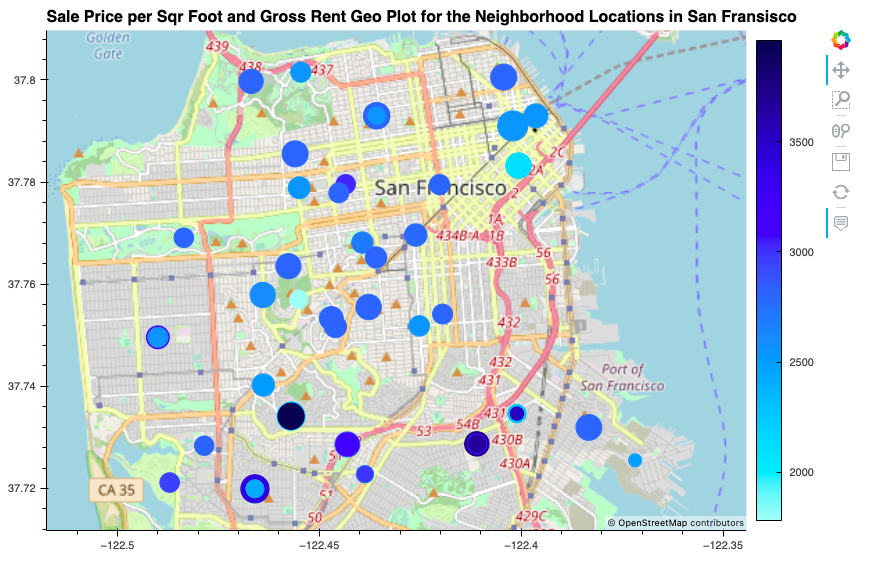 Sale Price per Sqr Foot and Gross Rent Geo Plot for the Neighborhood Locations in San Fransisco
Golden
Gate
439
438
437
37.8
3500
2C
2A
37.78
San Francisco
2
1A
434B-A
1B
3000
56
433B
37.76
56
432
2500
432
Port of
San Francisco
37.74
431
431
54B
53
430B
430A
2000
CA 35
37.72
51
50
429C
© OpenStreetMap contributors
−122.5
−122.45
−122.4
−122.35